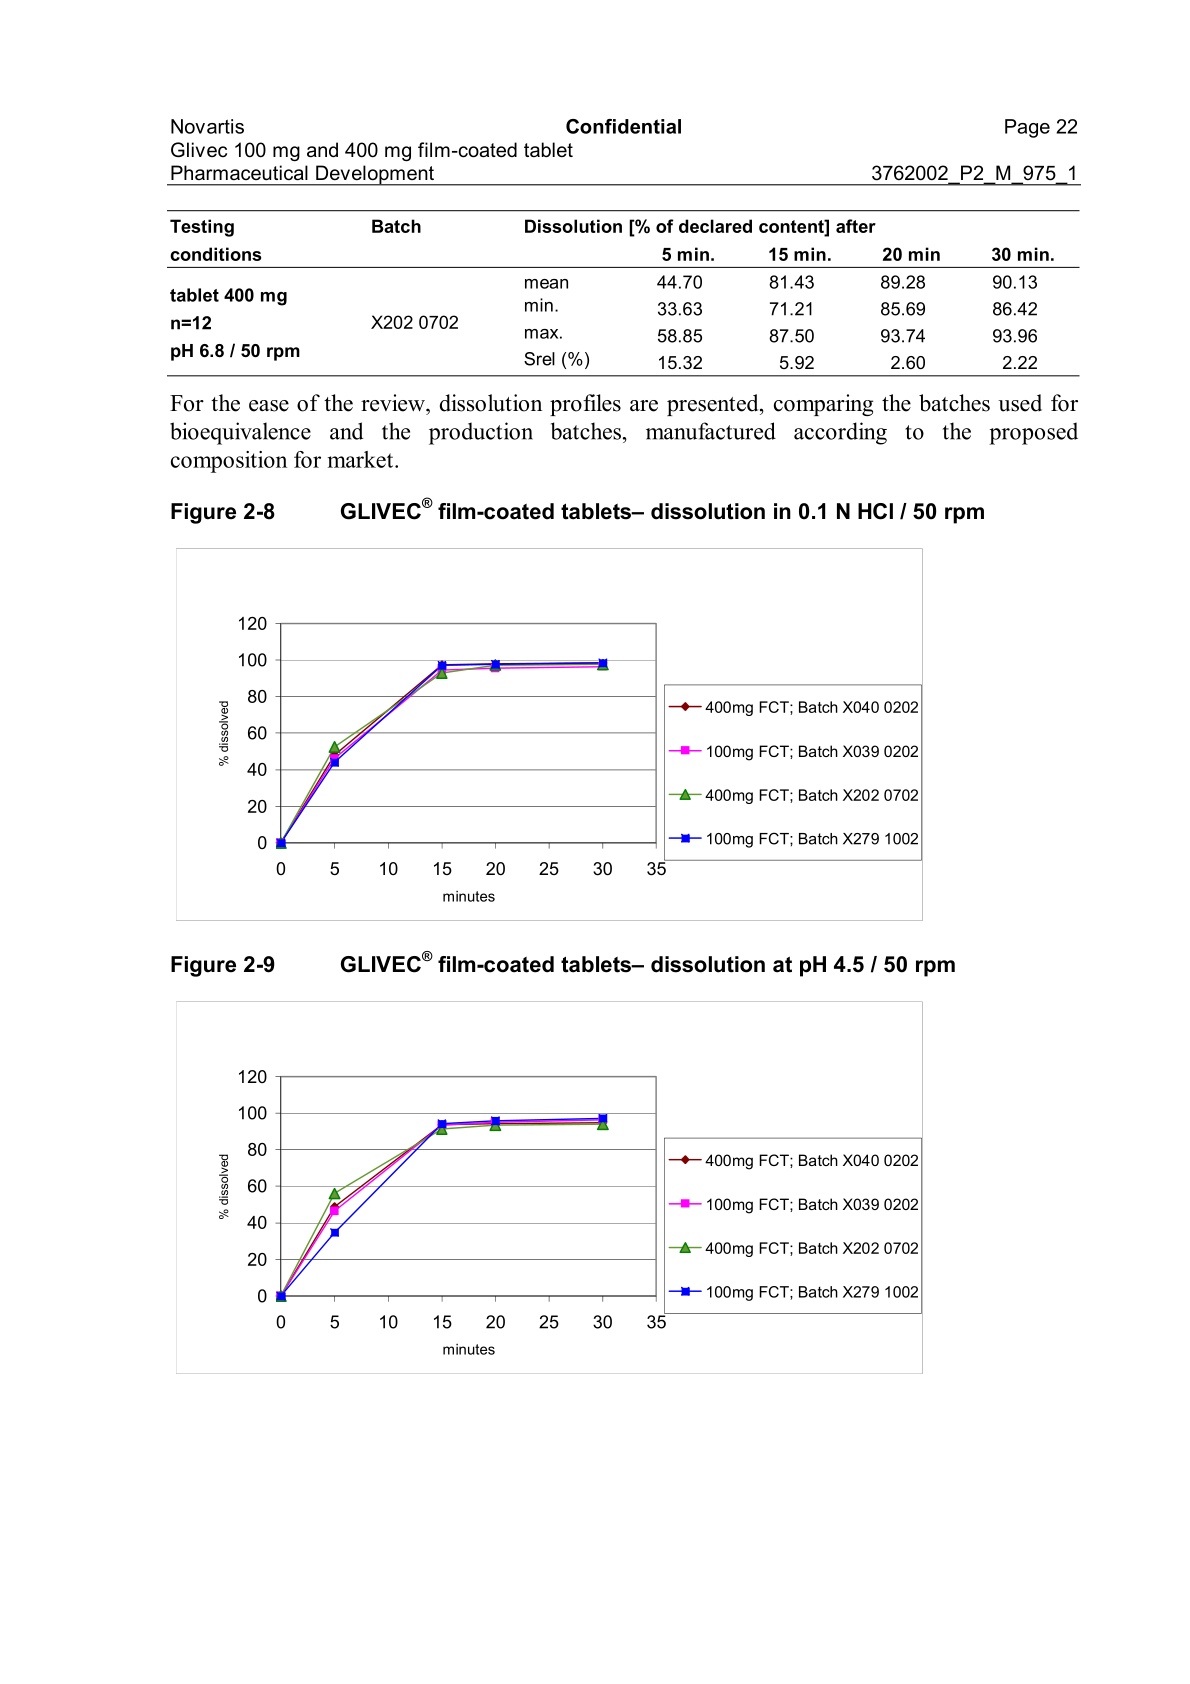 Novartis Confidential Page 22
Glivec 100 mg and 400 mg film-coated tablet
Pharmaceutical Development 3762002_P2_M_975_1
Testing Batch Dissolution [% of declared content] after
conditions 5 min. 15 min. 20 min 30 min.
mean 44.70 81.43 89.28 90.13
tablet 400 mg
min. 33.63 71.21 85.69 86.42
n=12 X202 0702
max. 58.85 87.50 93.74 93.96
pH 6.8 / 50 rpm
Srel (%) 15.32 5.92 2.60 2.22
For the ease of the review, dissolution profiles are presented, comparing the batches used for
bioequivalence and the production batches, manufactured according to the proposed
composition for market.
Figure 2-8 GLIVEC® film-coated tablets– dissolution in 0.1 N HCl / 50 rpm
120
100
80
60
40
20
0
% dissolved
0 5 10 15 20 25 30 35
minutes
400mg FCT; Batch X040 0202
100mg FCT; Batch X039 0202
400mg FCT; Batch X202 0702
100mg FCT; Batch X279 1002
Figure 2-9 GLIVEC® film-coated tablets– dissolution at pH 4.5 / 50 rpm
120
100
80
60
40
20
0
% dissolved
0 5 10 15 20 25 30 35
minutes
400mg FCT; Batch X040 0202
100mg FCT; Batch X039 0202
400mg FCT; Batch X202 0702
100mg FCT; Batch X279 1002